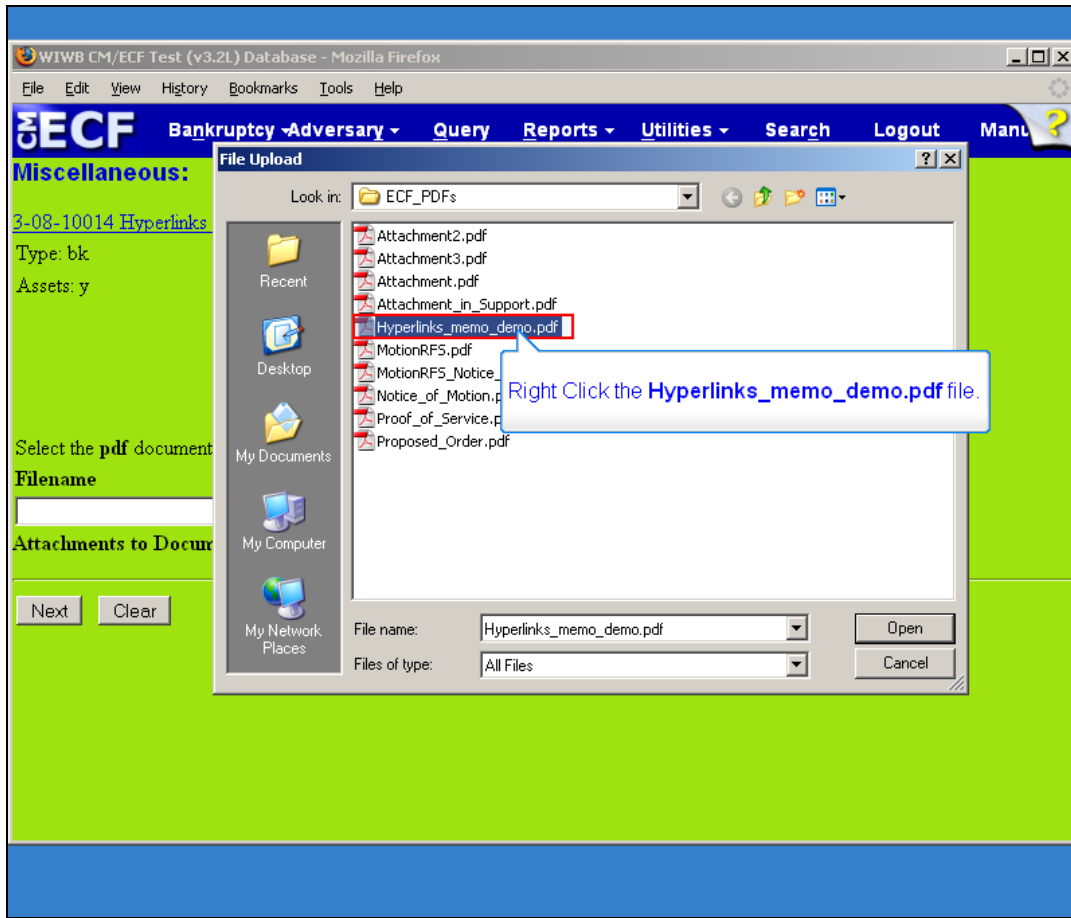 WIWB CM/ECF Test (v3.2L) Database - Mozilla Firefox
File Edit View History Bookmarks Tools Help
CM ECF Bankruptcy Adversary Query Reports Utilities Search Logout ?
Miscellaneous:
3-08-10014 Hyperlinks
Type: bk
Assets: y
Select the pdf document
Filename
Attachments to
Next Clear
File Upload
Look in: ECF_PDFs
Recent
Desktop
My Documents
My Computer
My Network
Places
Attachment2.pdf
Attachment3.pdf
Attachment.pdf
Attachment_in_Support.pdf
Hyperlinks_memo_demo.pdf
MotionRFS.pdf
MotionRFS_Notice_
Notice_of_Motion.p
Proof_of_Service.p
Proposed_Order.pdf
Right Click the Hyperlinks_memo_demo.pdf file.
File name: Hyperlinks_memo_demo.pdf Open
Files of type: All Files Cancel